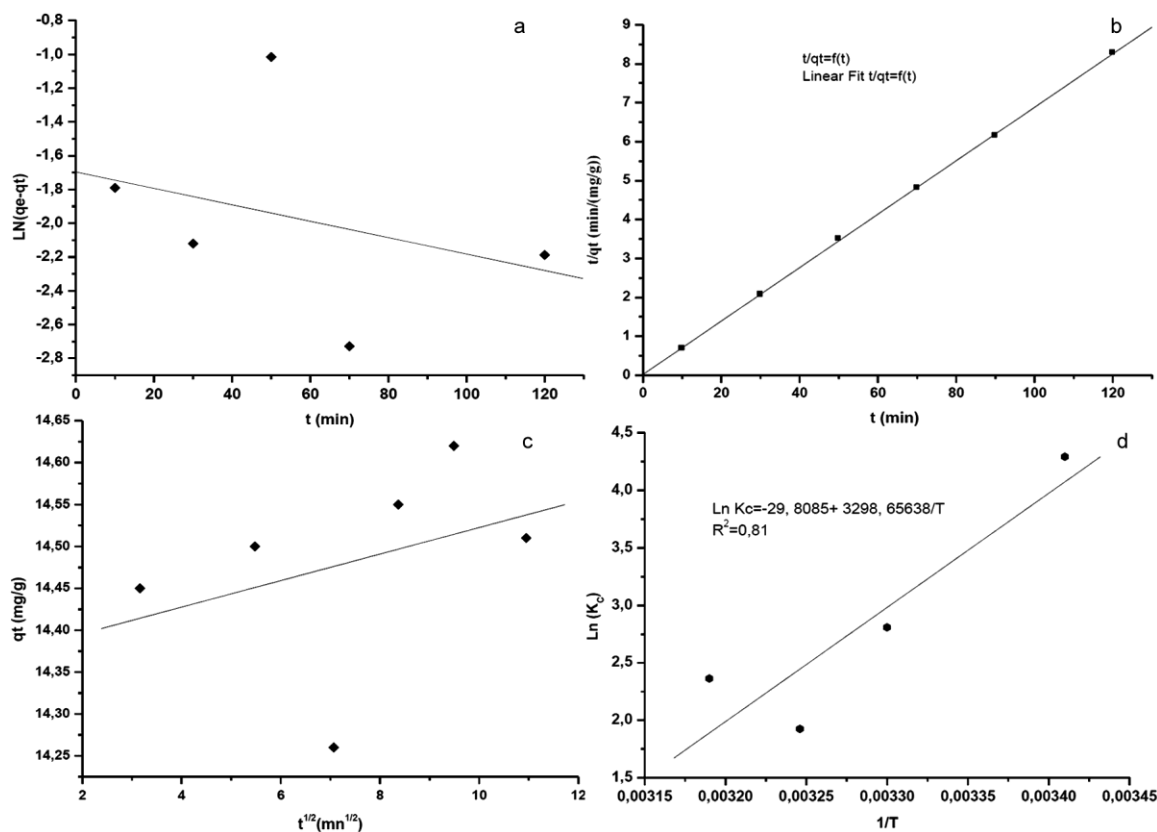 a
-0,8
-1,0
-1,2
-1,4
-1,6
-1,8
-2,0
-2,2
-2,4
-2,6
-2,8
LN(qe-qt)
0 20 40 60 80 100 120
t (min)
b
t/qt=f(t)
Linear Fit t/qt=f(t)
9
8
7
6
5
4
3
2
1
0
t/qt (min/(mg/g))
0 20 40 60 80 100 120
t (min)
c
14,65
14,60
14,55
14,50
14,45
14,40
14,35
14,30
14,25
qt (mg/g)
2 4 6 8 10 12
t^1/2(mn^1/2)
d
Ln Kc=-29, 8085+ 3298, 65638/T
R^2=0,81
4,5
4,0
3,5
3,0
2,5
2,0
1,5
Ln (K_C)
0,00315 0,00320 0,00325 0,00330 0,00335 0,00340 0,00345
1/T